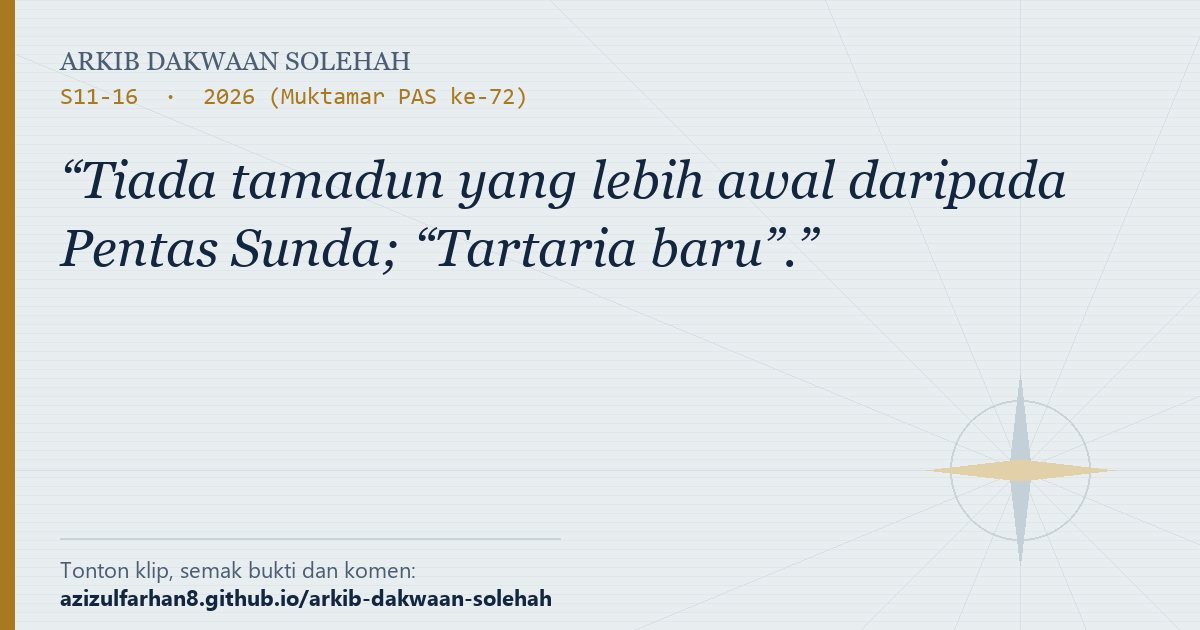 ARKIB DAKWAAN SOLEHAH
S11-16 · 2026 (Muktamar PAS ke-72)
“Tiada tamadun yang lebih awal daripada
Pentas Sunda; “Tartaria baru”.”
Tonton klip, semak bukti dan komen:
azizulfarhan8.github.io/arkib-dakwaan-solehah